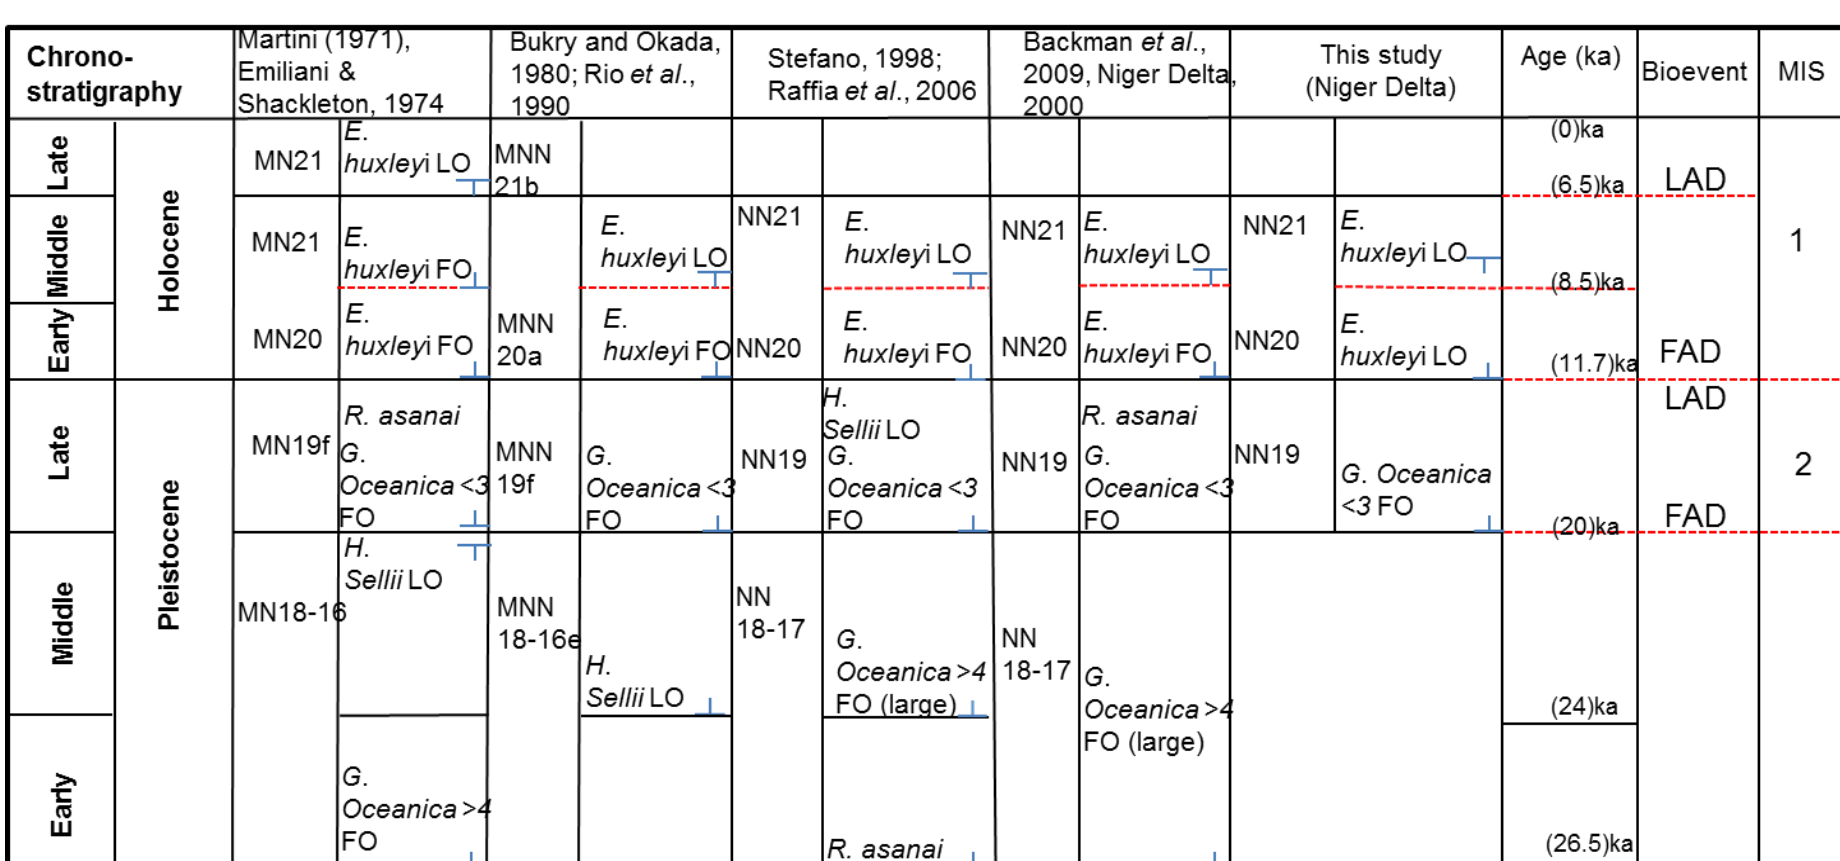 Chrono-
stratigraphy
Martini (1971),
Emiliani &
Shackleton, 1974
Bukry and Okada,
1980; Rio et al.,
1990
Stefano, 1998;
Raffia et al., 2006
Backman et al.,
2009, Niger Delta,
2000
This study
(Niger Delta)
Age (ka)
Bioevent
MIS
Late
Holocene
MN21
E.
huxleyi LO
MNN
21b
(0)ka
(6.5)ka
LAD
1
Middle
MN21
E.
huxleyi FO
E.
huxleyi LO
NN21
E.
huxleyi LO
NN21
E.
huxleyi LO
NN21
E.
huxleyi LO
(8.5)ka
Early
MN20
E.
huxleyi FO
MNN
20a
E.
huxleyi FO
NN20
E.
huxleyi FO
NN20
E.
huxleyi FO
NN20
E.
huxleyi LO
(11.7)ka
FAD
Late
Pleistocene
MN19f
R. asanai
G.
Oceanica <3
FO
MNN
19f
G.
Oceanica <3
FO
NN19
H.
Sellii LO
G.
Oceanica <3
FO
NN19
R. asanai
G.
Oceanica <3
FO
NN19
G. Oceanica
<3 FO
(20)ka
LAD
FAD
2
Middle
MN18-16
H.
Sellii LO
MNN
18-16e
H.
Sellii LO
NN
18-17
G.
Oceanica >4
FO (large)
NN
18-17
G.
Oceanica >4
FO (large)
(24)ka
Early
G.
Oceanica >4
FO
R. asanai
(26.5)ka